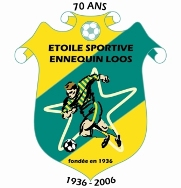 70 ANS
ETOILE SPORTIVE
ENNEQUIN LOOS
fondée en 1936
1936 - 2006